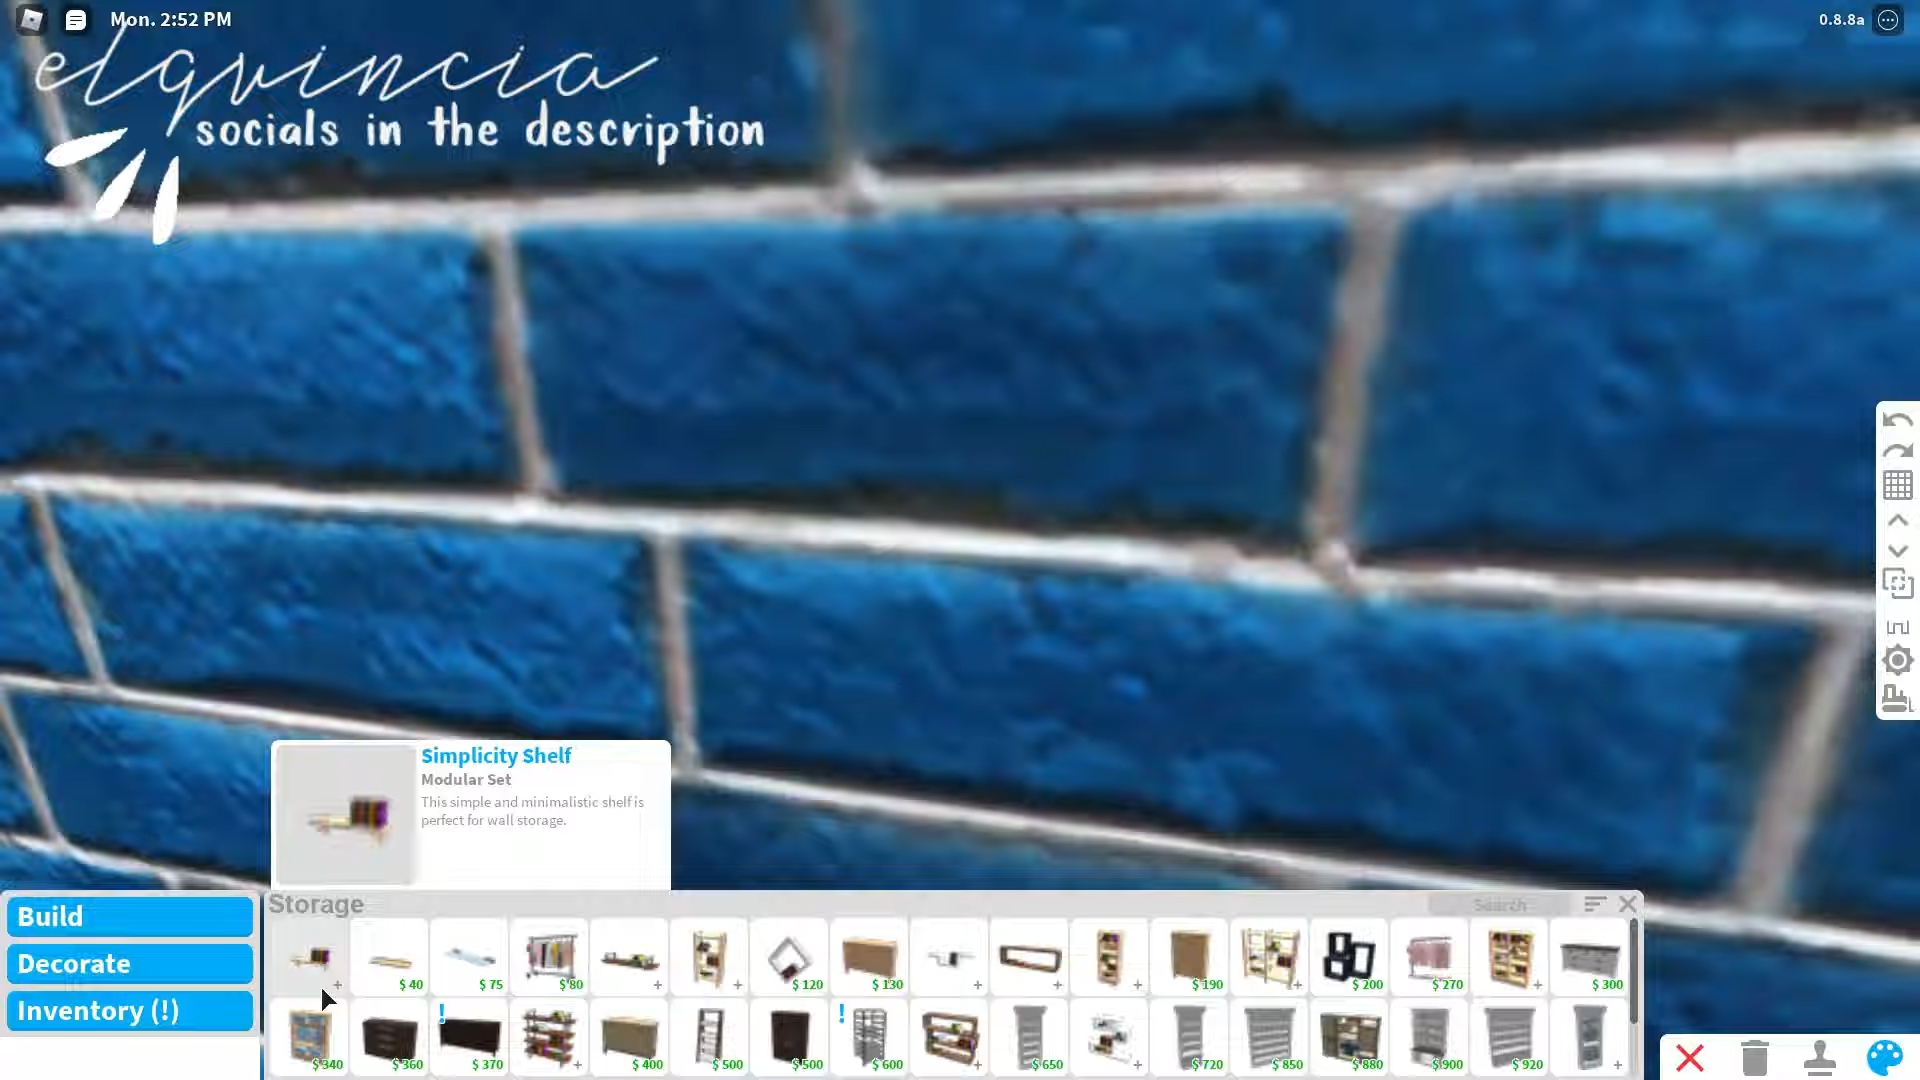 Mon. 2:52 PM
0.8.8a
elqvincia
socials in the description
Simplicity Shelf
Modular Set
This simple and minimalistic shelf is
perfect for wall storage.
Build
Decorate
Inventory (!)
Storage
Search
+ $ 40 $ 75 $ 80 + + $ 120 $ 130 + + + $ 190 + $ 200 $ 270 + $ 300
! !
$ 340 $ 360 $ 370 + $ 400 $ 500 $ 500 $ 600 + $ 650 + $ 720 $ 850 $ 880 $ 900 $ 920 +